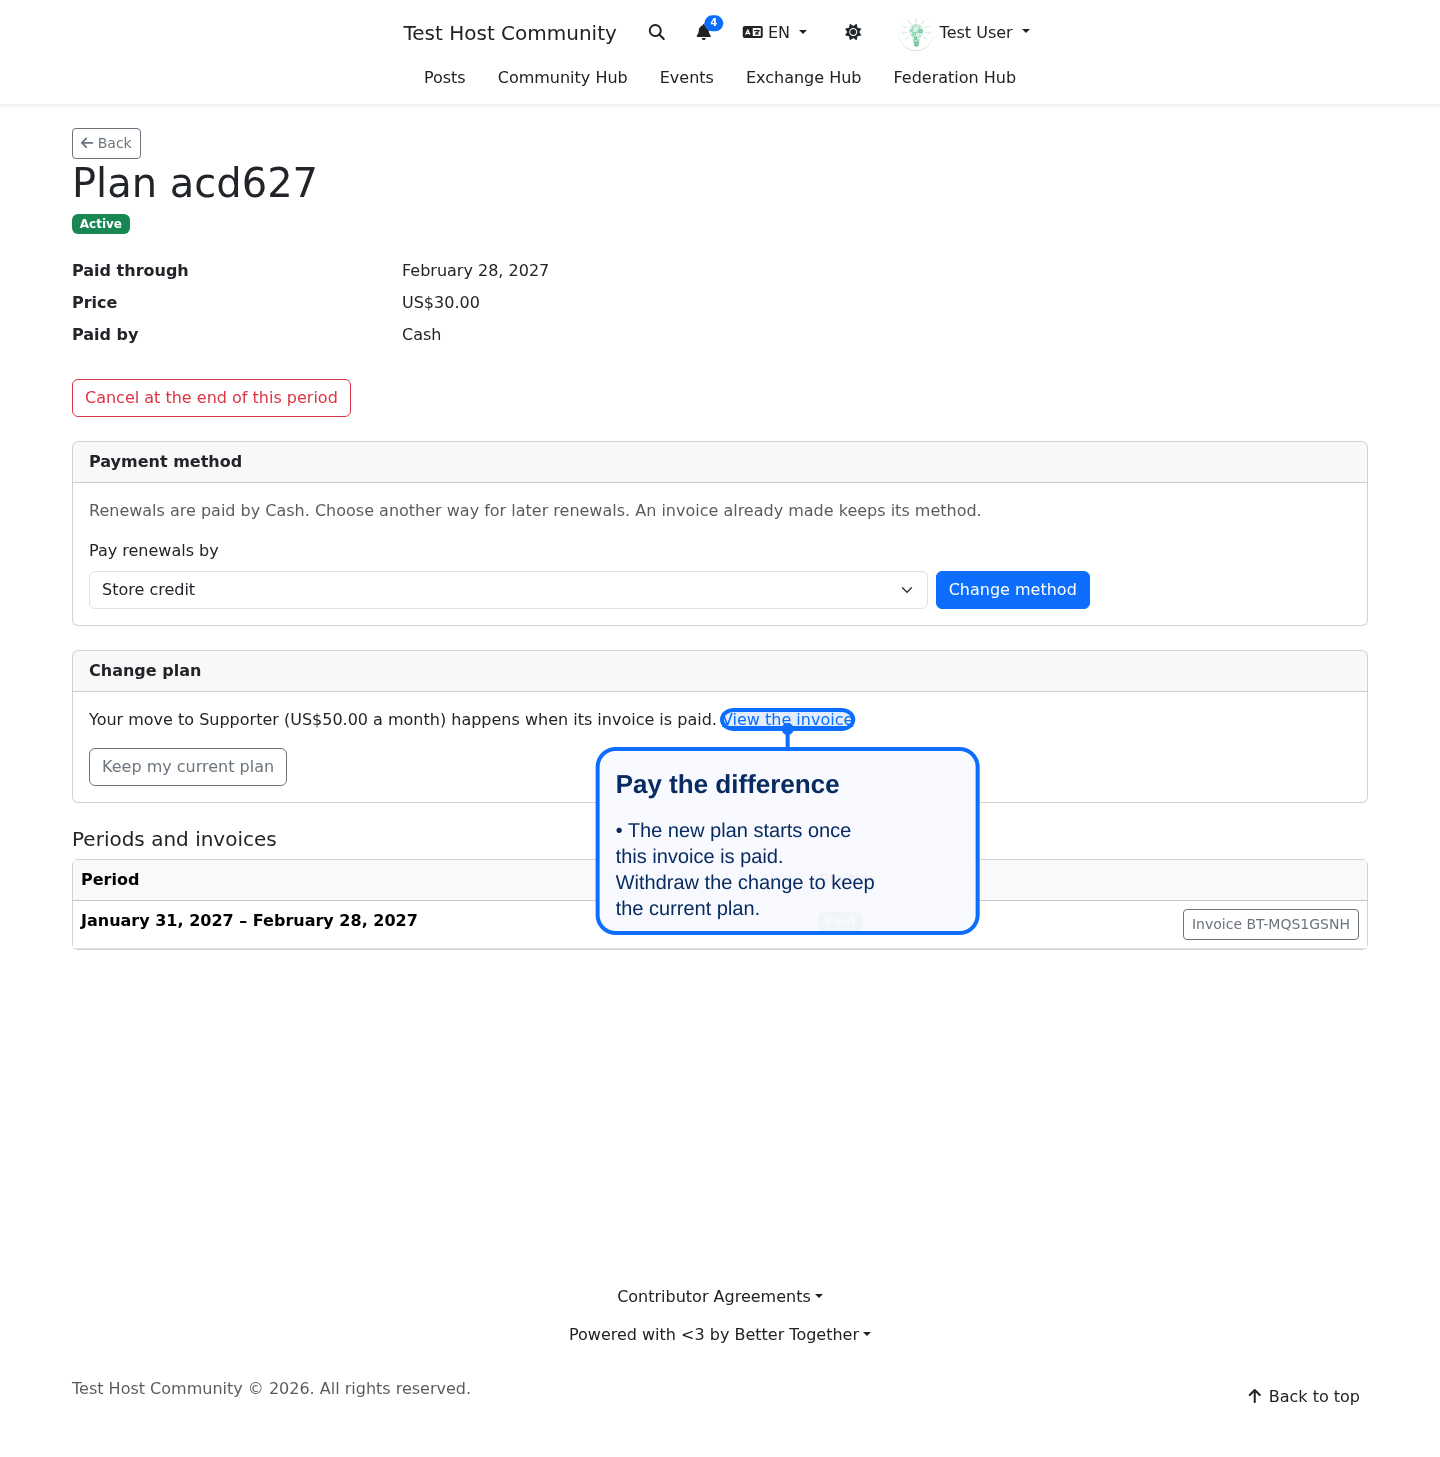 Test Host Community 4 EN Test User
Posts Community Hub Events Exchange Hub Federation Hub
Back
Plan acd627
Active
Paid through February 28, 2027
Price US$30.00
Paid by Cash
Cancel at the end of this period
Payment method
Renewals are paid by Cash. Choose another way for later renewals. An invoice already made keeps its method.
Pay renewals by
Store credit Change method
Change plan
Your move to Supporter (US$50.00 a month) happens when its invoice is paid. View the invoice
Keep my current plan
Pay the difference
• The new plan starts once
this invoice is paid.
Withdraw the change to keep
the current plan.
Periods and invoices
Period
January 31, 2027 – February 28, 2027 Paid Invoice BT-MQS1GSNH
Contributor Agreements
Powered with <3 by Better Together
Test Host Community © 2026. All rights reserved.
Back to top